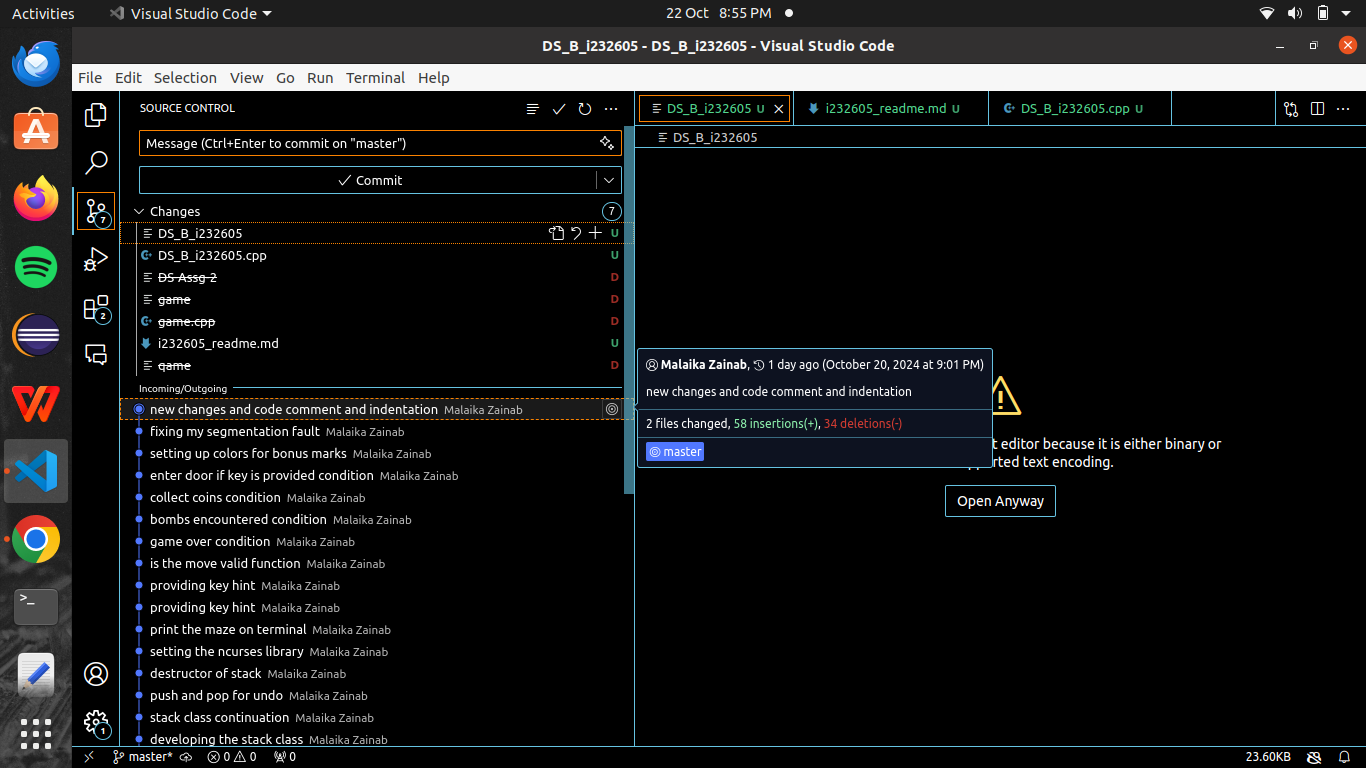 Activities Visual Studio Code 22 Oct 8:55 PM
DS_B_i232605 - DS_B_i232605 - Visual Studio Code
File Edit Selection View Go Run Terminal Help
SOURCE CONTROL
Message (Ctrl+Enter to commit on "master")
Commit
Changes 7
DS_B_i232605 U
DS_B_i232605.cpp U
DS Assg 2 D
game D
game.cpp D
i232605_readme.md U
game D
Incoming/Outgoing
new changes and code comment and indentation Malaika Zainab
fixing my segmentation fault Malaika Zainab
setting up colors for bonus marks Malaika Zainab
enter door if key is provided condition Malaika Zainab
collect coins condition Malaika Zainab
bombs encountered condition Malaika Zainab
game over condition Malaika Zainab
is the move valid function Malaika Zainab
providing key hint Malaika Zainab
providing key hint Malaika Zainab
print the maze on terminal Malaika Zainab
setting the ncurses library Malaika Zainab
destructor of stack Malaika Zainab
push and pop for undo Malaika Zainab
stack class continuation Malaika Zainab
developing the stack class Malaika Zainab
7
2
1
DS_B_i232605 U i232605_readme.md U DS_B_i232605.cpp U
DS_B_i232605
Malaika Zainab, 1 day ago (October 20, 2024 at 9:01 PM)
new changes and code comment and indentation
2 files changed, 58 insertions(+), 34 deletions(-)
master
editor because it is either binary or
text encoding.
Open Anyway
master* 0 0 0 23.60KB